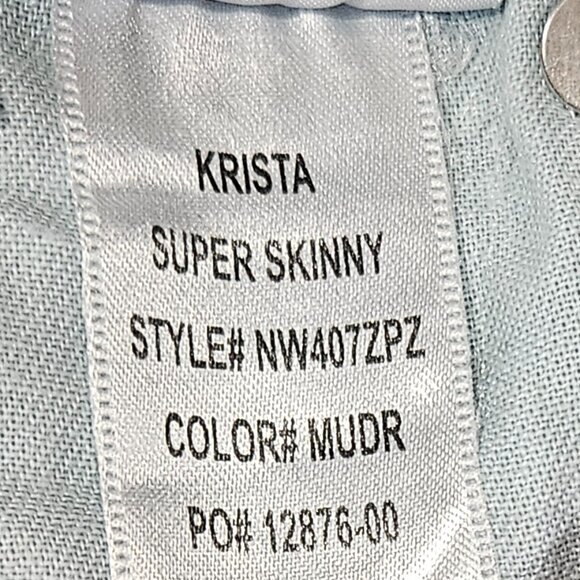 KRISTA
SUPER SKINNY
STYLE# NW407ZPZ
COLOR# MUDR
PO# 12876-00